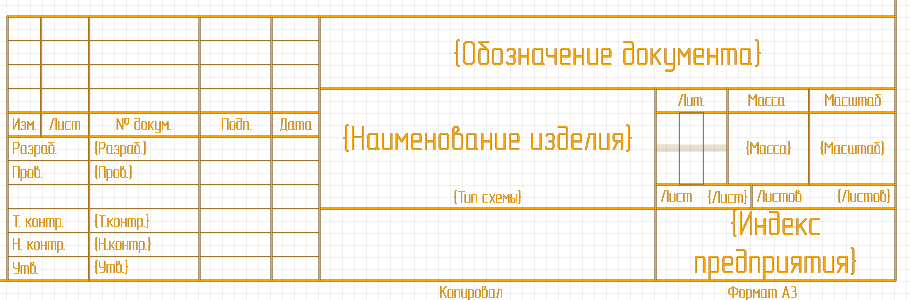 {Обозначение документа}
Лит. Масса Масштаб
Изм. Лист № докум. Подп. Дата
{Наименование изделия}
Разраб. {Разраб.}
{Масса} {Масштаб}
Пров. {Пров.}
{Тип схемы}
Лист {Лист} Листов {Листов}
Т. контр. {Т.контр.}
{Индекс
Н. контр. {Н.контр.}
предприятия}
Утв. {Утв.}
Копировал Формат А3